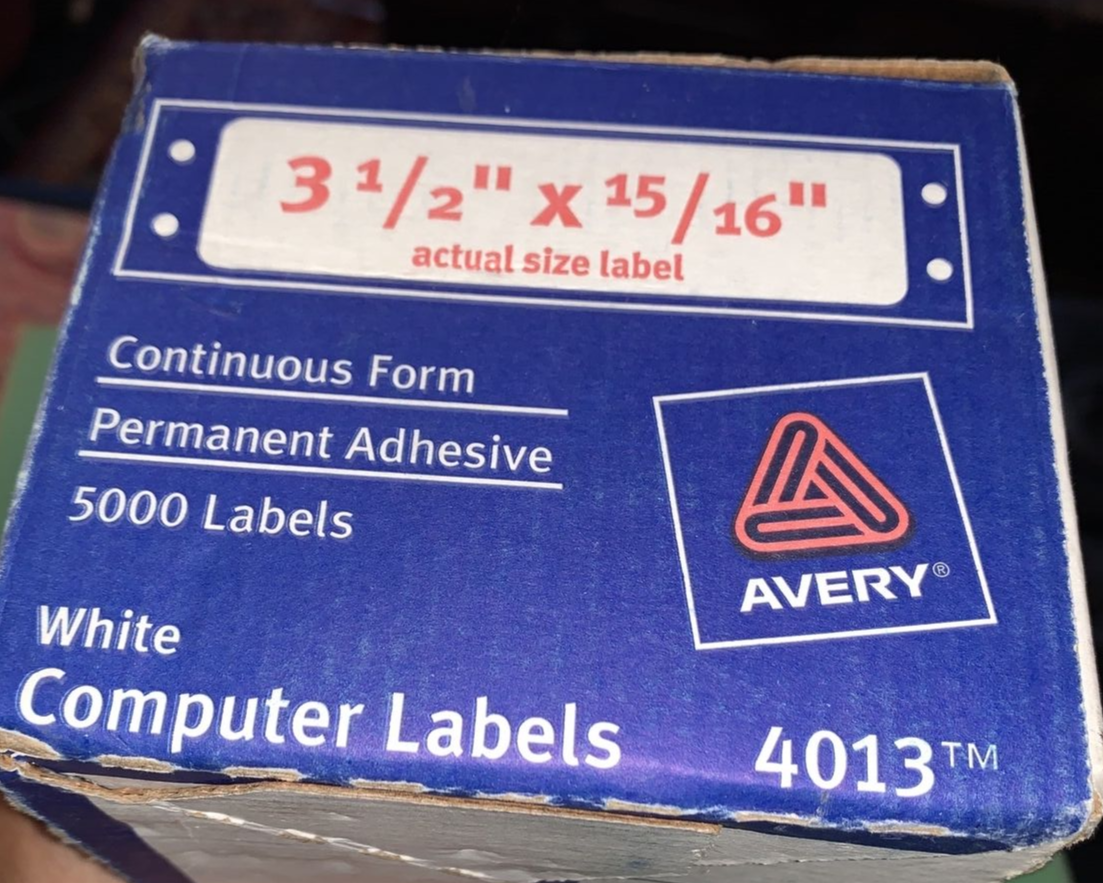 3 1/2" x 15/16"
actual size label
Continuous Form
Permanent Adhesive
5000 Labels
AVERY®
White
Computer Labels
4013™